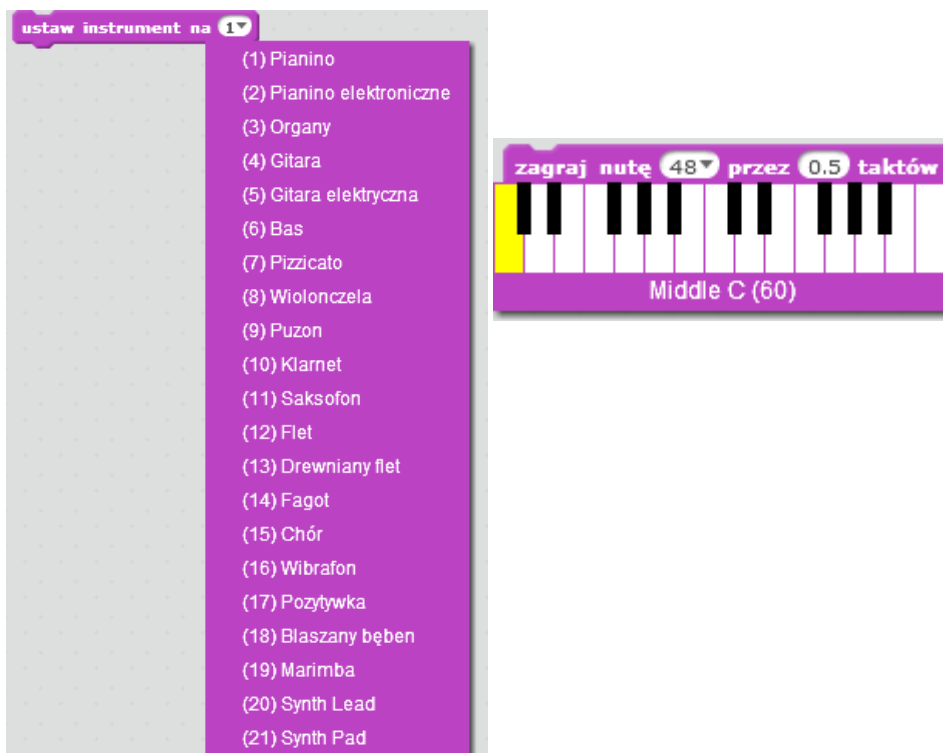 ustaw instrument na 1
(1) Pianino
(2) Pianino elektroniczne
(3) Organy
(4) Gitara
(5) Gitara elektryczna
(6) Bas
(7) Pizzicato
(8) Wiolonczela
(9) Puzon
(10) Klarnet
(11) Saksofon
(12) Flet
(13) Drewniany flet
(14) Fagot
(15) Chór
(16) Wibrafon
(17) Pozytywka
(18) Blaszany bęben
(19) Marimba
(20) Synth Lead
(21) Synth Pad
zagraj nutę 48 przez 0.5 taktów
Middle C (60)